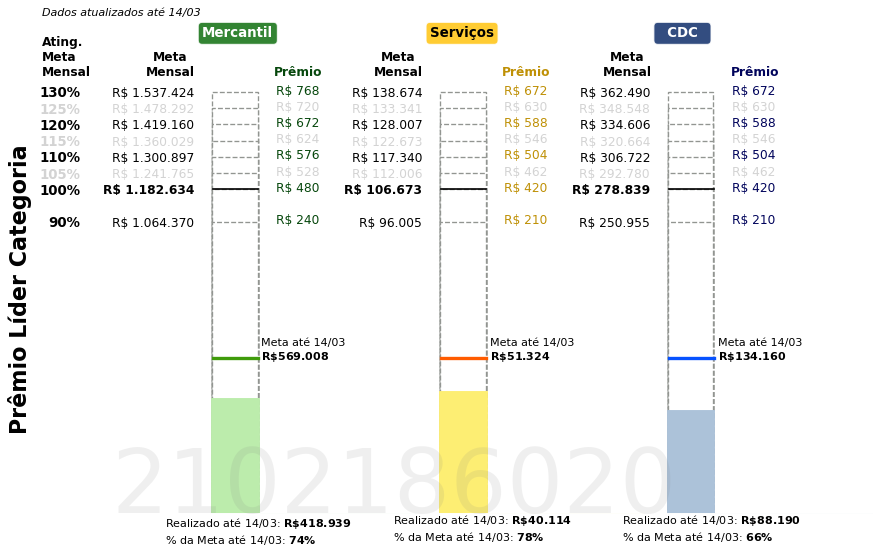 Dados atualizados até 14/03
Mercantil Serviços CDC
Ating.
Meta Meta Meta Meta
Mensal Mensal Prêmio Mensal Prêmio Mensal Prêmio
130% R$ 1.537.424 R$ 768 R$ 138.674 R$ 672 R$ 362.490 R$ 672
125% R$ 1.478.292 R$ 720 R$ 133.341 R$ 630 R$ 348.548 R$ 630
120% R$ 1.419.160 R$ 672 R$ 128.007 R$ 588 R$ 334.606 R$ 588
115% R$ 1.360.029 R$ 624 R$ 122.673 R$ 546 R$ 320.664 R$ 546
110% R$ 1.300.897 R$ 576 R$ 117.340 R$ 504 R$ 306.722 R$ 504
105% R$ 1.241.765 R$ 528 R$ 112.006 R$ 462 R$ 292.780 R$ 462
100% R$ 1.182.634 R$ 480 R$ 106.673 R$ 420 R$ 278.839 R$ 420
90% R$ 1.064.370 R$ 240 R$ 96.005 R$ 210 R$ 250.955 R$ 210
Prêmio Líder Categoria
Meta até 14/03 Meta até 14/03 Meta até 14/03
R$569.008 R$51.324 R$134.160
2102186020
Realizado até 14/03: R$418.939 Realizado até 14/03: R$40.114 Realizado até 14/03: R$88.190
% da Meta até 14/03: 74% % da Meta até 14/03: 78% % da Meta até 14/03: 66%